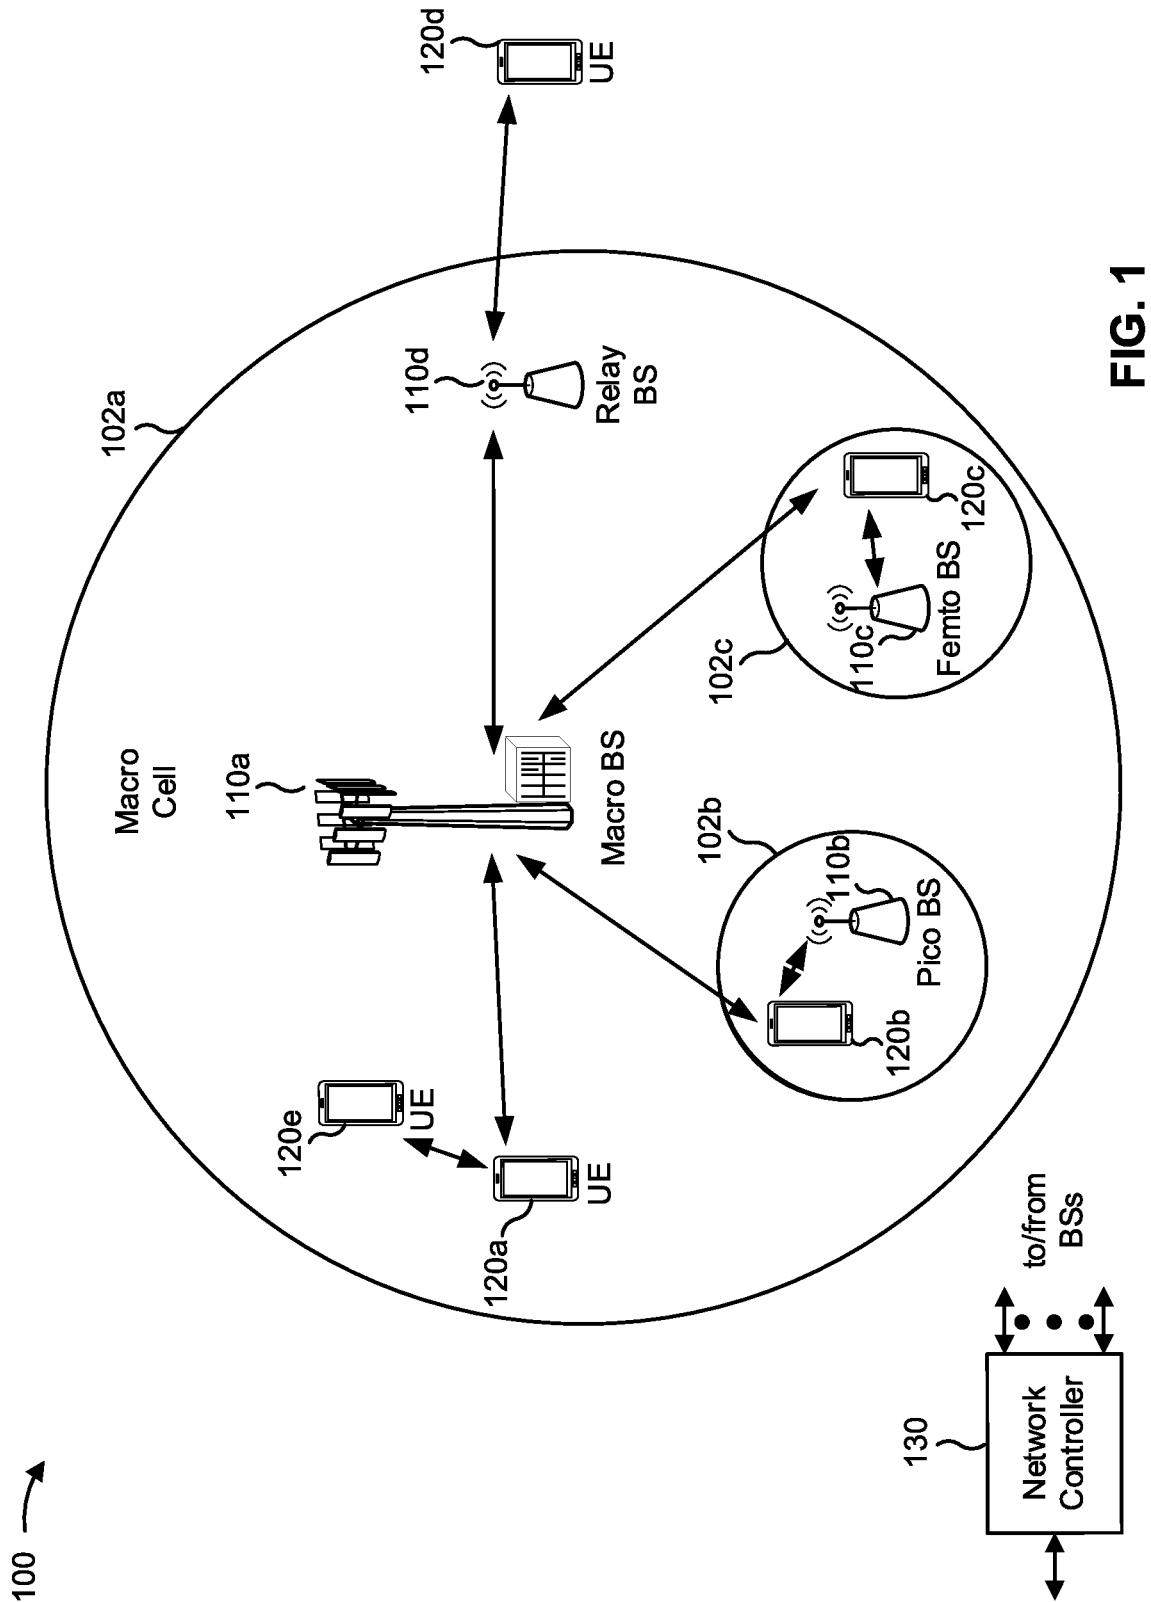 100
102a
Macro
Cell
110a
120d
UE
110d
Relay
BS
120e
UE
120a
UE
Macro BS
102b
110b
Pico BS
120b
102c
110c
Femto BS
120c
130
Network
Controller
to/from
BSs
FIG. 1